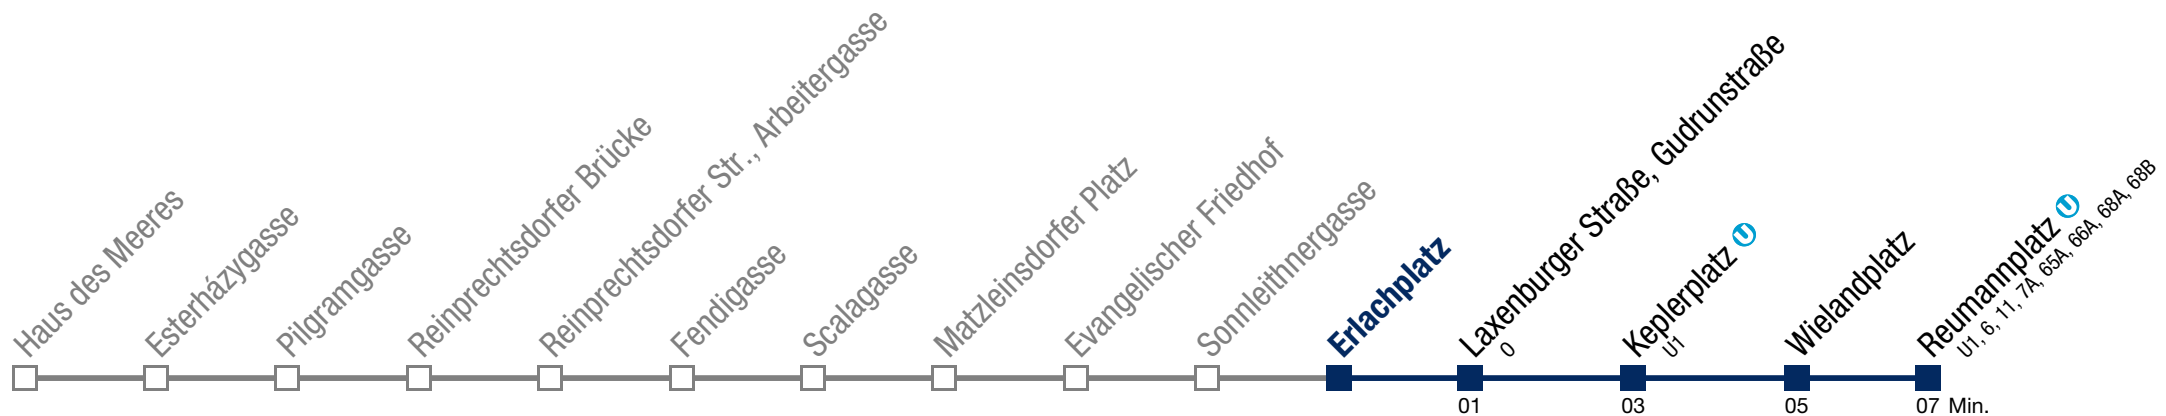 Haus des Meeres
Esterházygasse
Pilgramgasse
Reinprechtsdorfer Brücke
Reinprechtsdorfer Str., Arbeitergasse
Fendigasse
Scalagasse
Matzleinsdorfer Platz
Evangelischer Friedhof
Sonnleithnergasse
Erlachplatz
Laxenburger Straße, Gudrunstraße
O
Keplerplatz U
U1
Wielandplatz
Reumannplatz U
U1, 6, 11, 7A, 65A, 66A, 68A, 68B
01 03 05 07 Min.